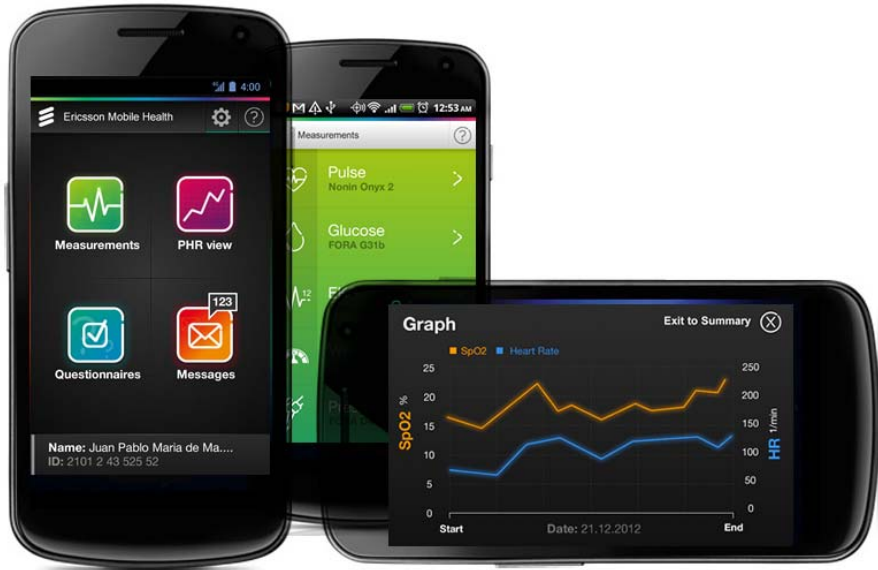 4:00
Ericsson Mobile Health
?
Measurements
PHR view
123
Questionnaires
Messages
Name: Juan Pablo Maria de Ma....
ID: 2101 2 43 525 52
12:53 AM
Measurements
?
Pulse
Nonin Onyx 2
Glucose
FORA G31b
12
Graph
Exit to Summary
SpO2
Heart Rate
SpO2 %
25
20
15
10
5
0
250
200
150
100
50
0
HR 1/min
Start
Date: 21.12.2012
End